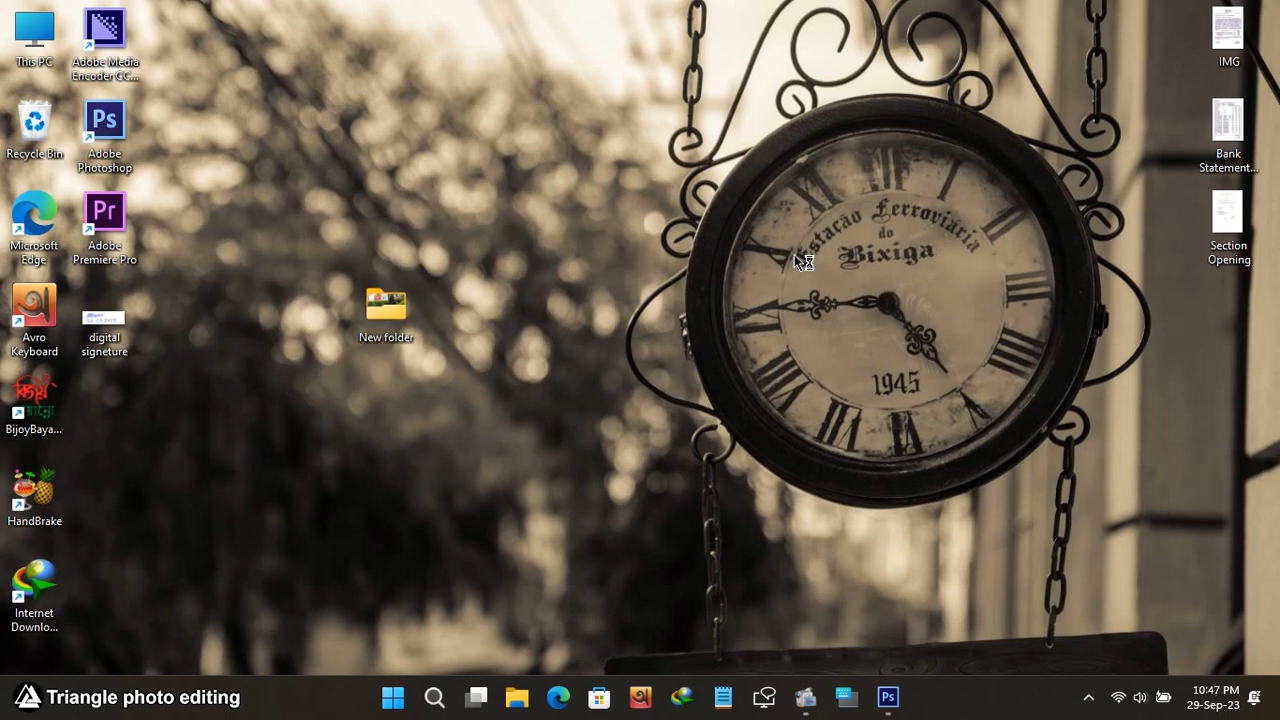 This PC
Adobe Media
Encoder CC...
Recycle Bin
Adobe
Photoshop
Microsoft
Edge
Adobe
Premiere Pro
Avro
Keyboard
digital
signeture
BijoyBaya...
HandBrake
Internet
Downlo...
New folder
Estação Ferroviária
do
Bixiga
1945
IMG
Bank
Statement...
Section
Opening
Triangle photo editing
10:47 PM
29-Sep-23